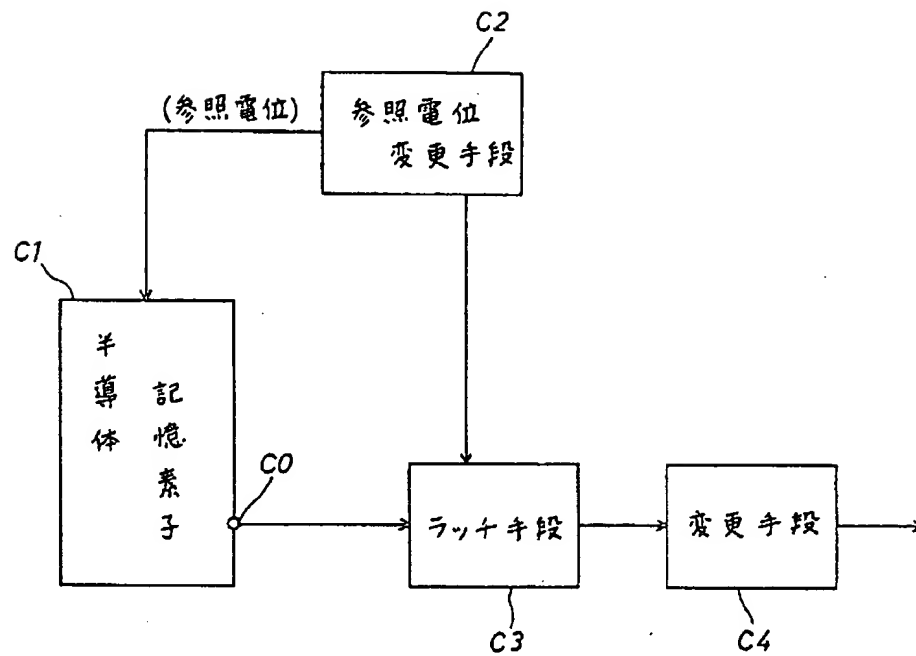 C2
(参照電位)
参照電位
変更手段
C1
半導体
記憶素子
C0
ラッチ手段
変更手段
C3
C4